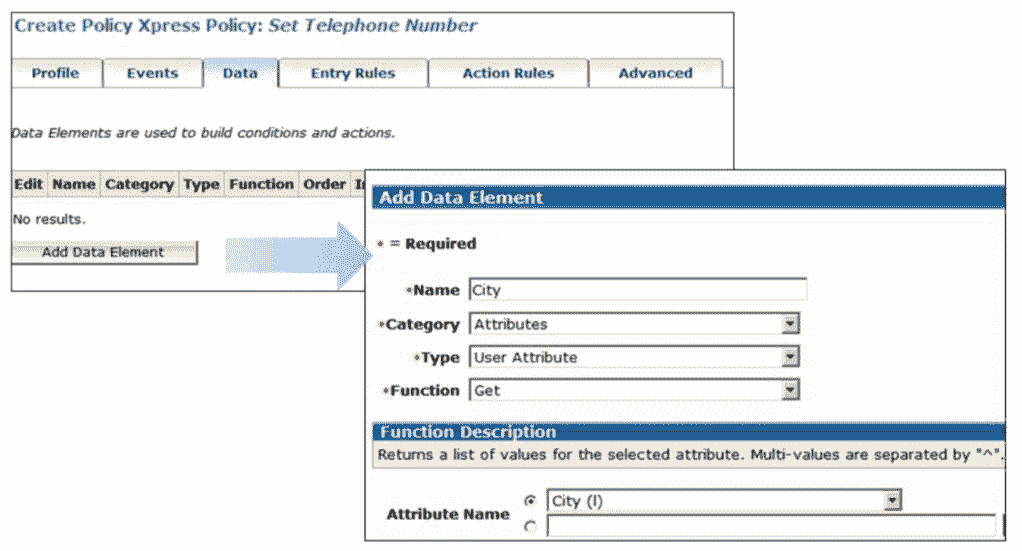 Create Policy Xpress Policy: Set Telephone Number
Profile Events Data Entry Rules Action Rules Advanced
Data Elements are used to build conditions and actions.
Edit Name Category Type Function Order
No results.
Add Data Element
Add Data Element
* = Required
*Name City
*Category Attributes
*Type User Attribute
*Function Get
Function Description
Returns a list of values for the selected attribute. Multi-values are separated by "^".
Attribute Name City (l)